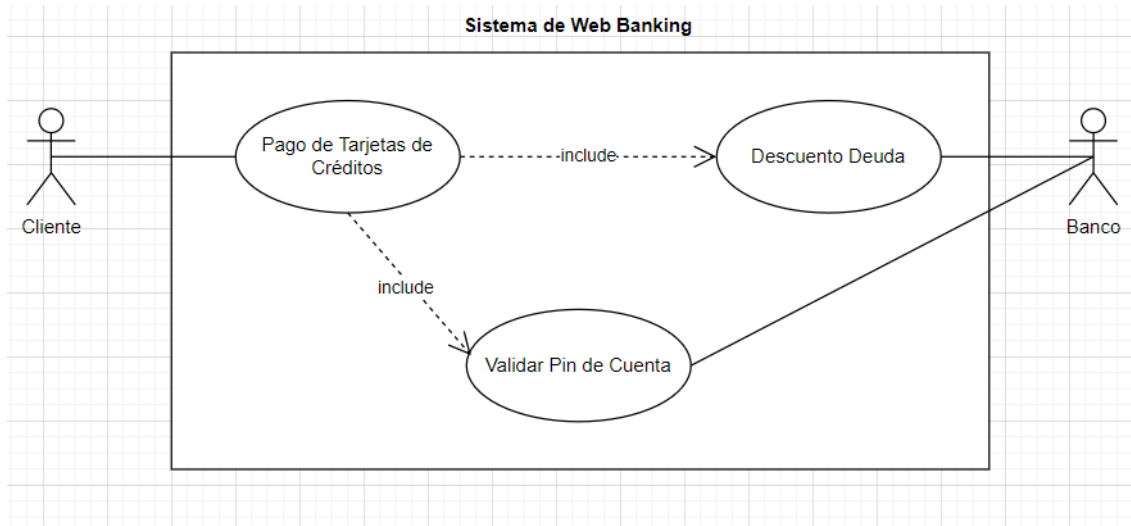 Sistema de Web Banking
Pago de Tarjetas de
Créditos
include
Descuento Deuda
Cliente
Banco
include
Validar Pin de Cuenta